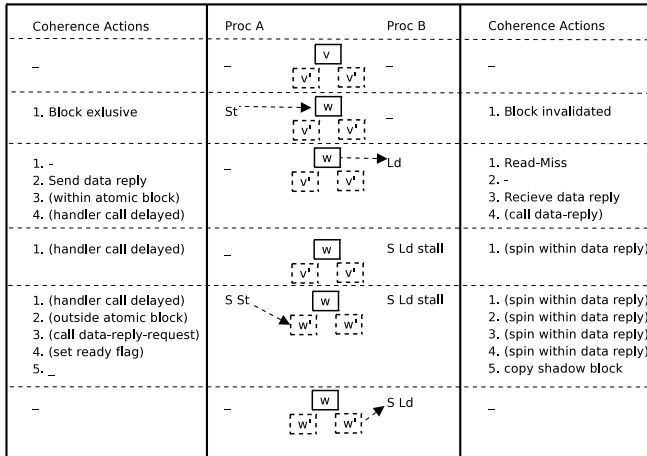 Coherence Actions Proc A Proc B Coherence Actions
– – v –  –
v' v'
1. Block exlusive St w – 1. Block invalidated
v' v'
1. - – w Ld 1. Read-Miss
2. Send data reply v' v' 2. -
3. (within atomic block) 3. Recieve data reply
4. (handler call delayed) 4. (call data-reply)
1. (handler call delayed) – w S Ld stall 1. (spin within data reply)
v' v'
1. (handler call delayed) S St w S Ld stall 1. (spin within data reply)
2. (outside atomic block) w' w' 2. (spin within data reply)
3. (call data-reply-request) 3. (spin within data reply)
4. (set ready flag) 4. (spin within data reply)
5. _ 5. copy shadow block
– – w S Ld –
w' w'